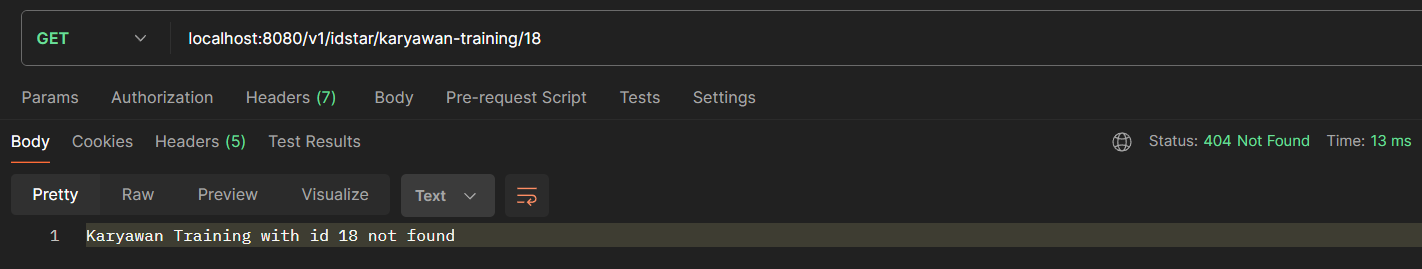 GET localhost:8080/v1/idstar/karyawan-training/18
Params Authorization Headers (7) Body Pre-request Script Tests Settings
Body Cookies Headers (5) Test Results Status: 404 Not Found Time: 13 ms
Pretty Raw Preview Visualize Text
1 Karyawan Training with id 18 not found